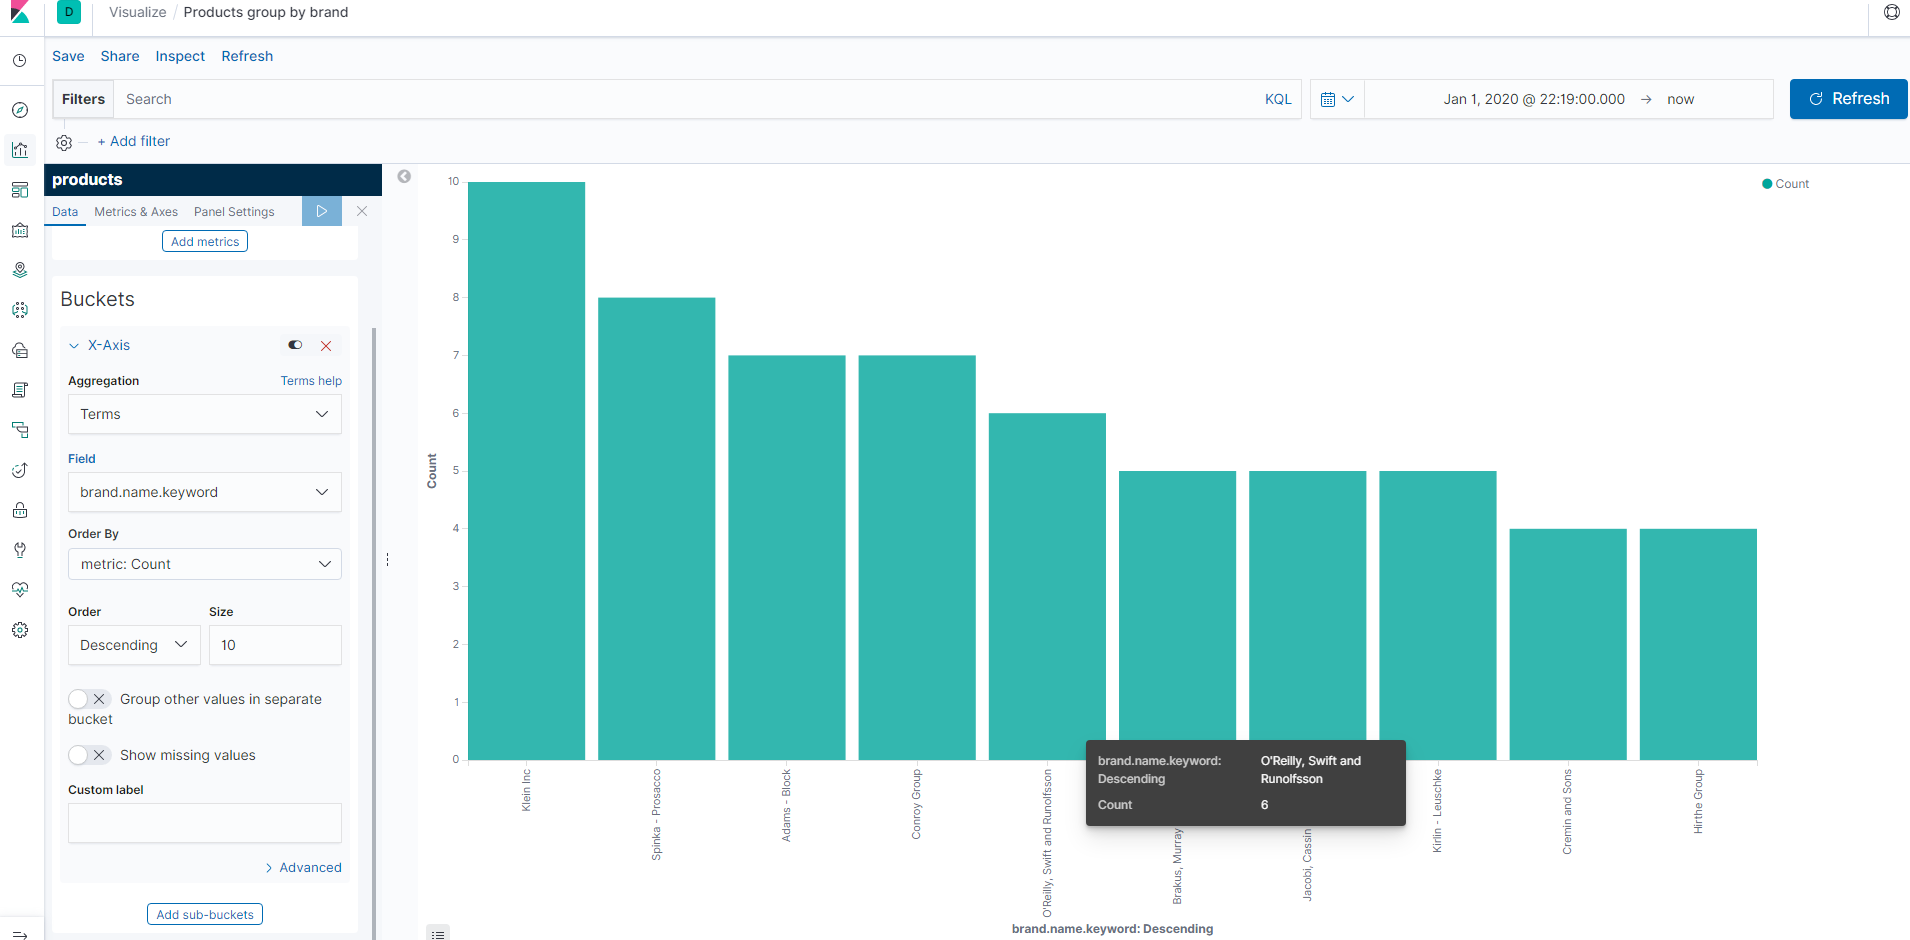 D
Visualize / Products group by brand
Save Share Inspect Refresh
Filters Search KQL
Jan 1, 2020 @ 22:19:00.000 → now
Refresh
+ Add filter
products
Data Metrics & Axes Panel Settings
Add metrics
Buckets
X-Axis
Aggregation Terms help
Terms
Field
brand.name.keyword
Order By
metric: Count
Order Size
Descending 10
Group other values in separate
bucket
Show missing values
Custom label
Advanced
Add sub-buckets
Count
10
9
8
7
6
5
4
3
2
1
0
Count
Klein Inc
Spinka - Prosacco
Adams - Block
Conroy Group
O'Reilly, Swift and Runolfsson
Brakus, Murray
Jacobi, Cassin
Kirlin - Leuschke
Cremin and Sons
Hirthe Group
brand.name.keyword: O'Reilly, Swift and
Descending Runolfsson
Count 6
brand.name.keyword: Descending